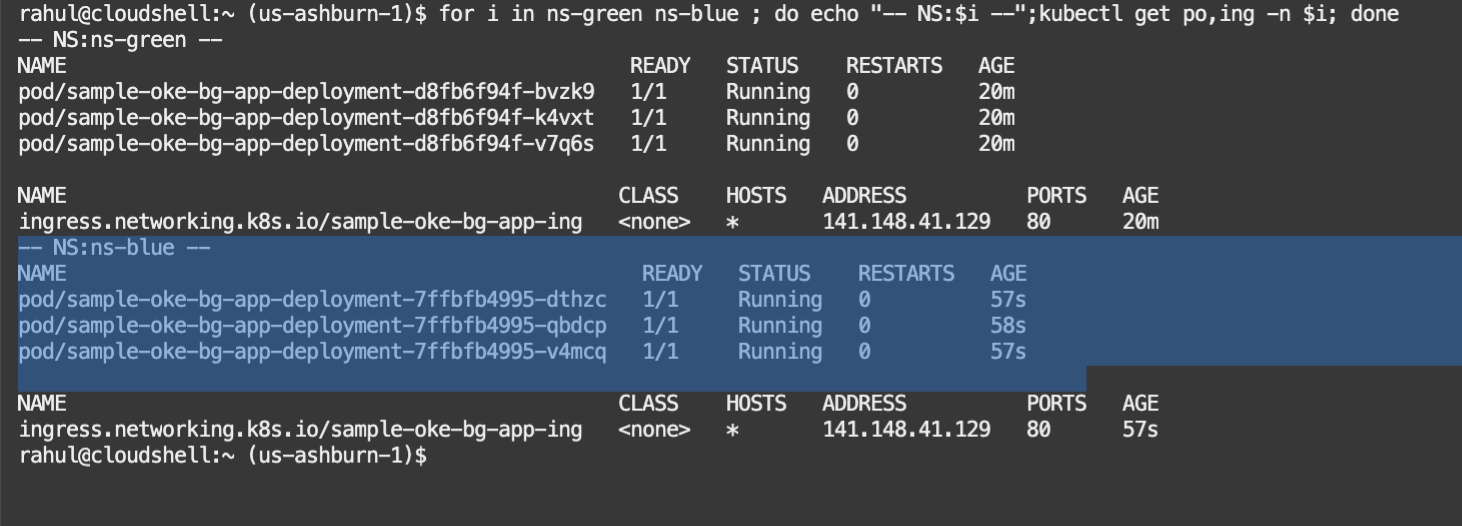 rahul@cloudshell:~ (us-ashburn-1)$ for i in ns-green ns-blue ; do echo "-- NS:$i --";kubectl get po,ing -n $i; done
-- NS:ns-green --
NAME READY STATUS RESTARTS AGE
pod/sample-oke-bg-app-deployment-d8fb6f94f-bvzk9 1/1 Running 0 20m
pod/sample-oke-bg-app-deployment-d8fb6f94f-k4vxt 1/1 Running 0 20m
pod/sample-oke-bg-app-deployment-d8fb6f94f-v7q6s 1/1 Running 0 20m
NAME CLASS HOSTS ADDRESS PORTS AGE
ingress.networking.k8s.io/sample-oke-bg-app-ing <none> * 141.148.41.129 80 20m
-- NS:ns-blue --
NAME READY STATUS RESTARTS AGE
pod/sample-oke-bg-app-deployment-7ffbfb4995-dthzc 1/1 Running 0 57s
pod/sample-oke-bg-app-deployment-7ffbfb4995-qbdcp 1/1 Running 0 58s
pod/sample-oke-bg-app-deployment-7ffbfb4995-v4mcq 1/1 Running 0 57s
NAME CLASS HOSTS ADDRESS PORTS AGE
ingress.networking.k8s.io/sample-oke-bg-app-ing <none> * 141.148.41.129 80 57s
rahul@cloudshell:~ (us-ashburn-1)$